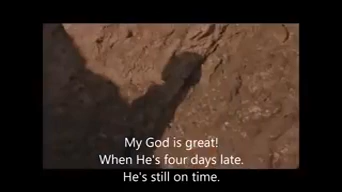 My God is great!
When He's four days late.
He's still on time.